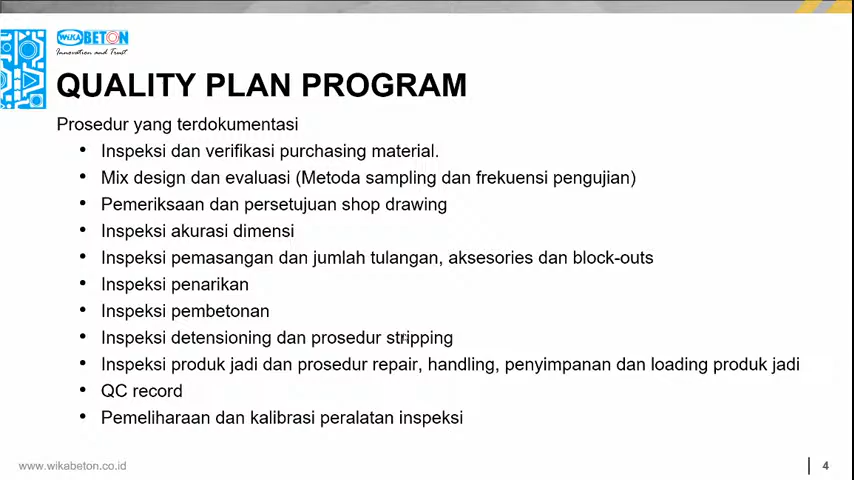 WIKA BETON
Innovation and Trust
QUALITY PLAN PROGRAM
Prosedur yang terdokumentasi
• Inspeksi dan verifikasi purchasing material.
• Mix design dan evaluasi (Metoda sampling dan frekuensi pengujian)
• Pemeriksaan dan persetujuan shop drawing
• Inspeksi akurasi dimensi
• Inspeksi pemasangan dan jumlah tulangan, aksesories dan block-outs
• Inspeksi penarikan
• Inspeksi pembetonan
• Inspeksi detensioning dan prosedur stripping
• Inspeksi produk jadi dan prosedur repair, handling, penyimpanan dan loading produk jadi
• QC record
• Pemeliharaan dan kalibrasi peralatan inspeksi
www.wikabeton.co.id
4